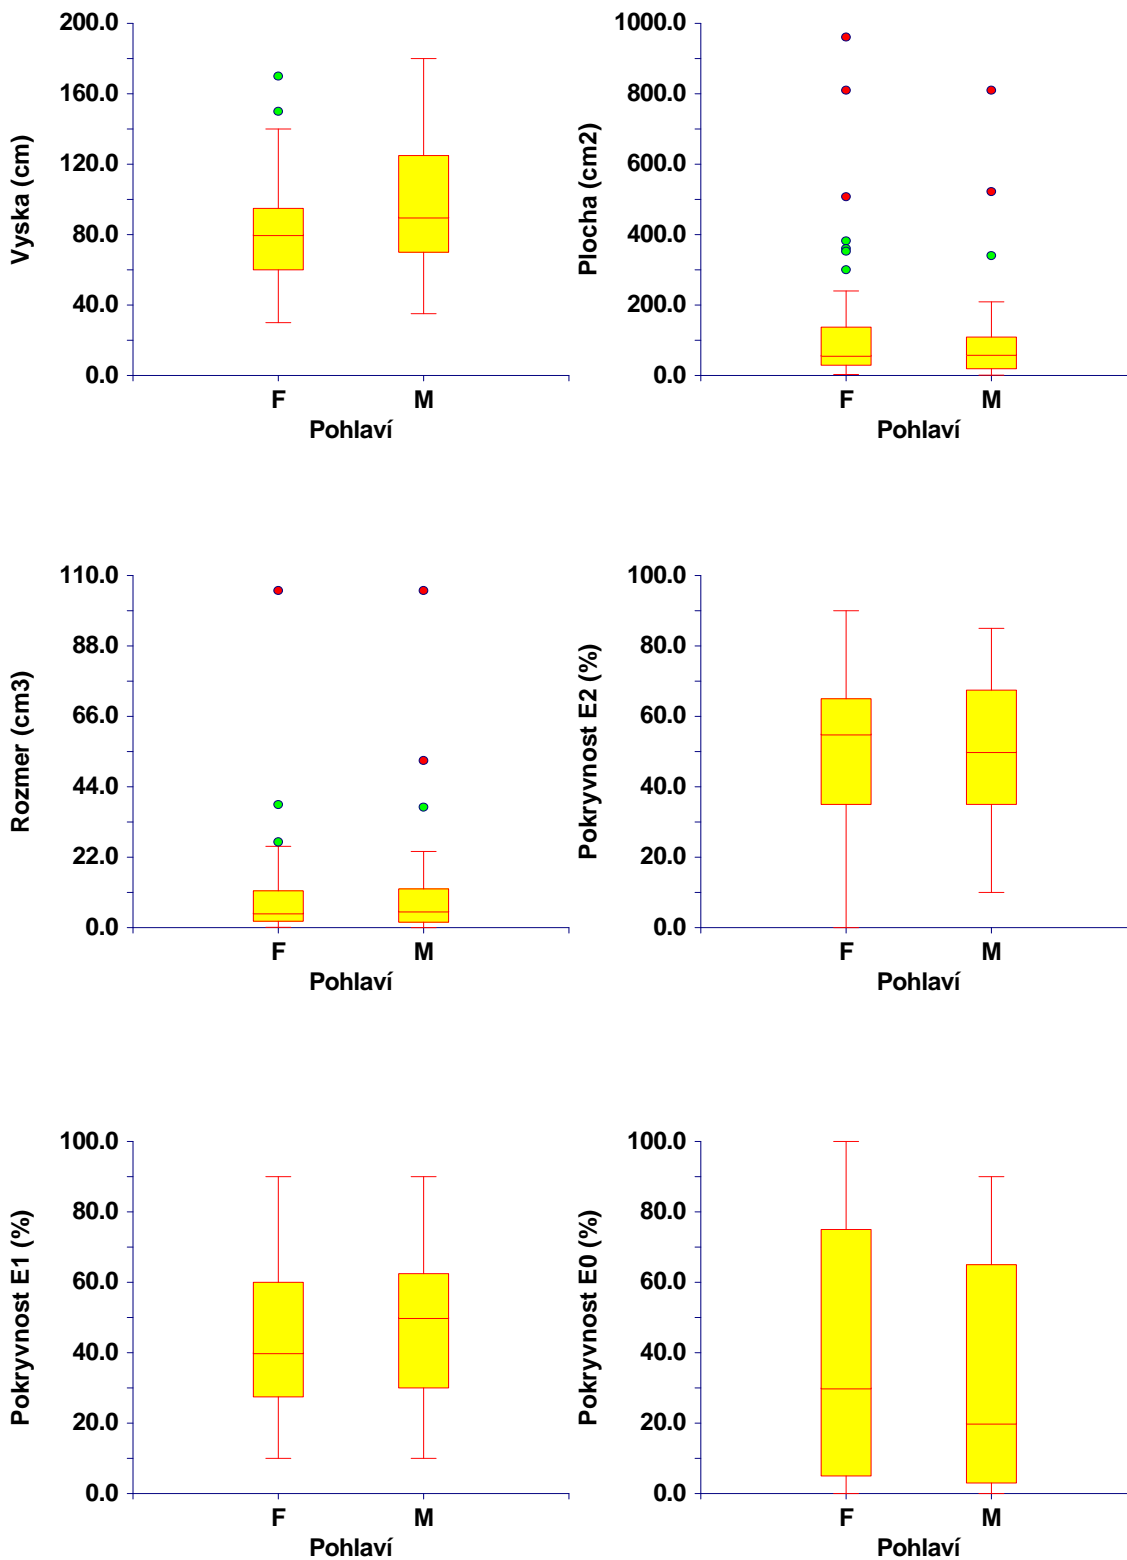 Vyska (cm)
200.0
160.0
120.0
80.0
40.0
0.0
F M
Pohlaví
Plocha (cm2)
1000.0
800.0
600.0
400.0
200.0
0.0
F M
Pohlaví
Rozmer (cm3)
110.0
88.0
66.0
44.0
22.0
0.0
F M
Pohlaví
Pokryvnost E2 (%)
100.0
80.0
60.0
40.0
20.0
0.0
F M
Pohlaví
Pokryvnost E1 (%)
100.0
80.0
60.0
40.0
20.0
0.0
F M
Pohlaví
Pokryvnost E0 (%)
100.0
80.0
60.0
40.0
20.0
0.0
F M
Pohlaví